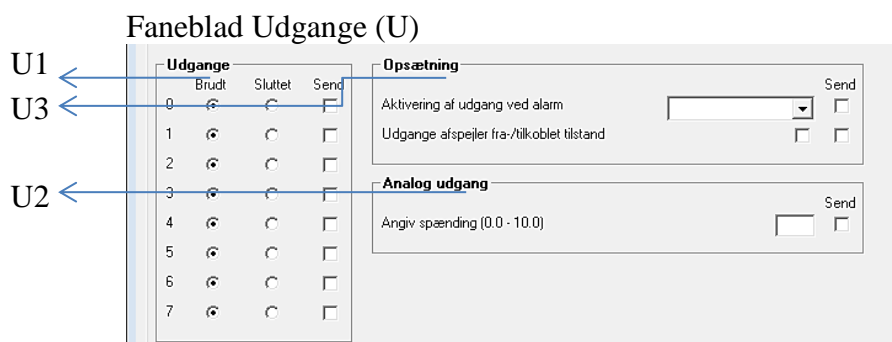 Faneblad Udgange (U)
U1
U3
U2
Udgange
Brudt Sluttet Send
0
1
2
3
4
5
6
7
Opsætning
Send
Aktivering af udgang ved alarm
Udgange afspejler fra-/tilkoblet tilstand
Analog udgang
Send
Angiv spænding (0.0 - 10.0)